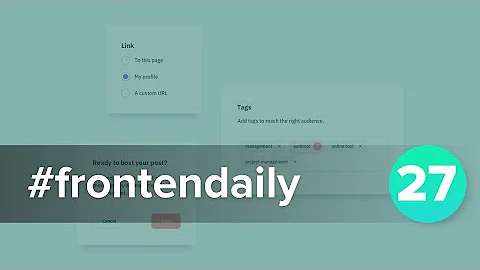 Link
To this page
My profile
A custom URL
Tags
Add tags to reach the right audience.
management × webtool × online tool ×
project management ×
Ready to bost your post?
#frontendaily
27
Cancel